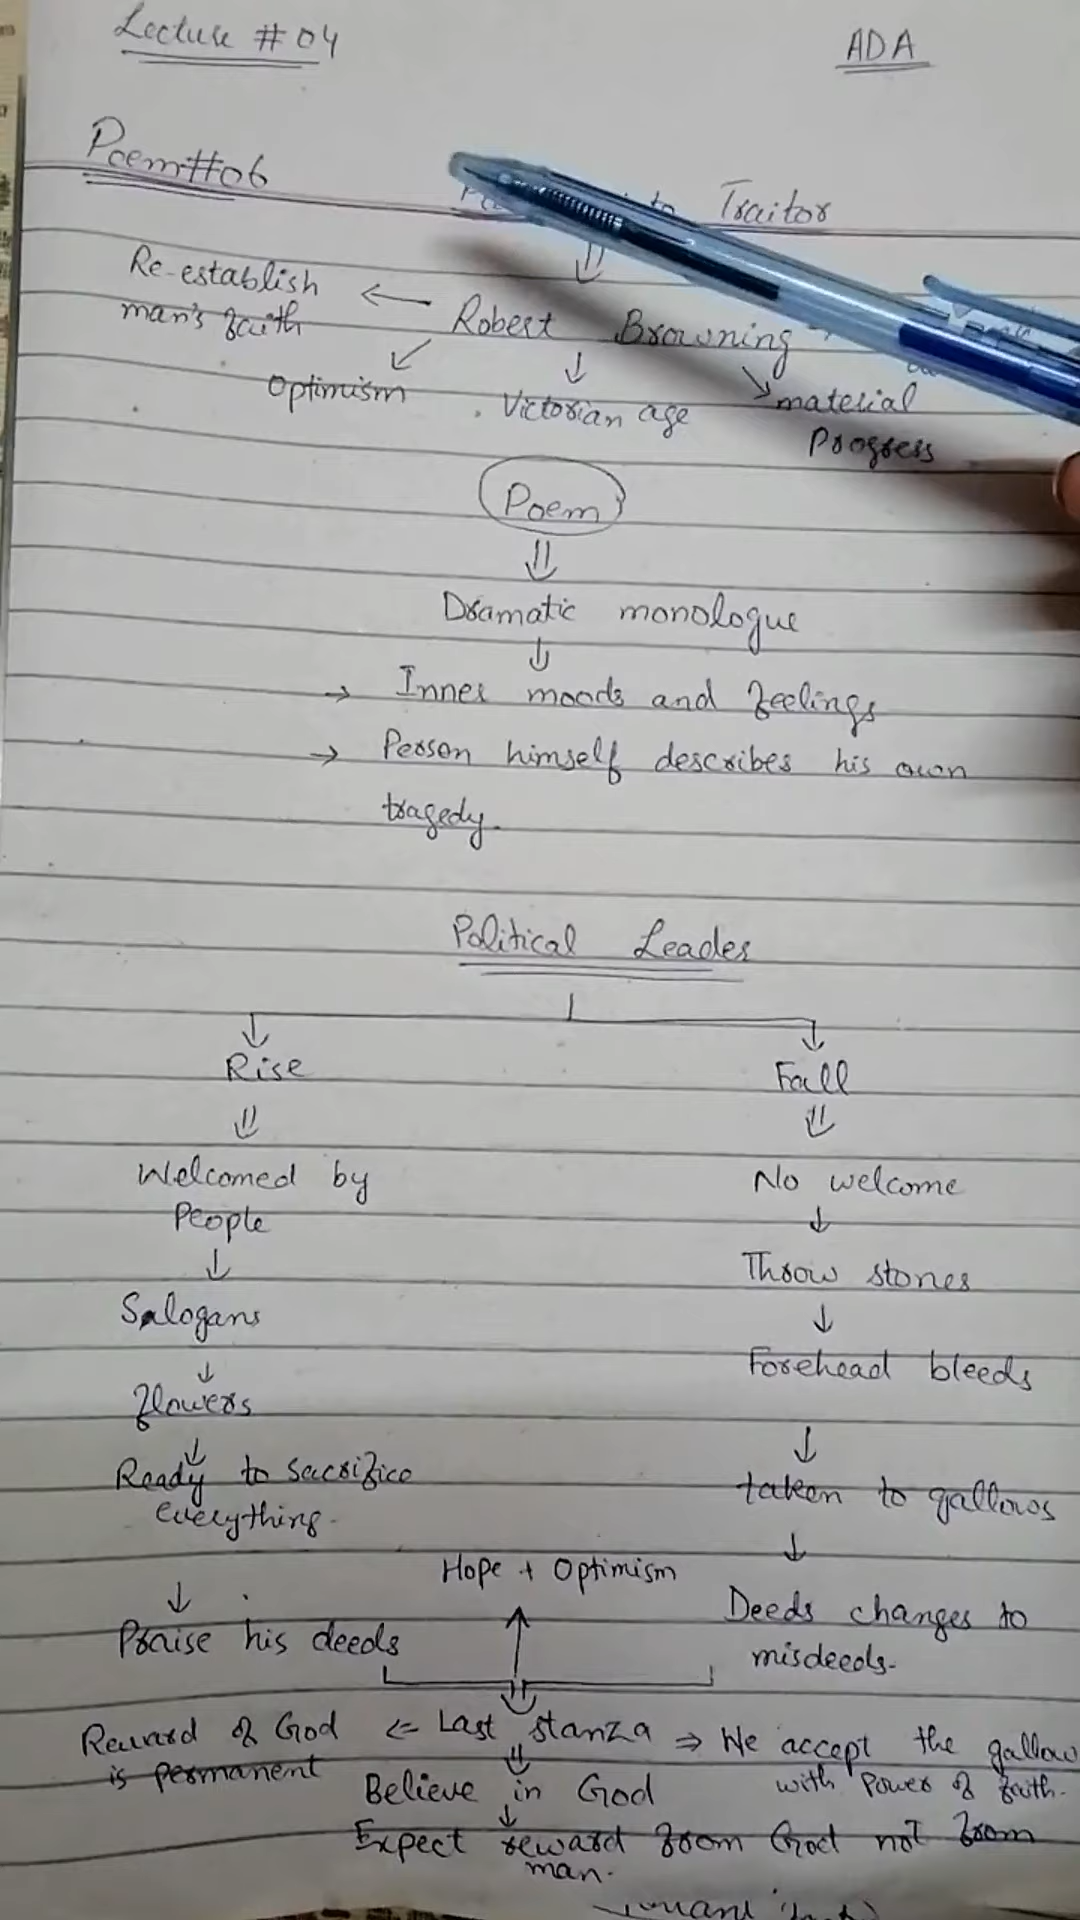 Lecture # 04
ADA
Poem#06
to Traitor
Re-establish
man's faith
Robert Browning
Optimism
Victorian age
material
Progress
Poem
Dramatic monologue
Inner moods and feelings
Person himself describes his own
tragedy.
Political Leader
Rise
Fall
Welcomed by
People
No welcome
Slogans
Throw stones
flowers
Forehead bleeds
Ready to sacrifice
everything.
taken to gallows
Hope + Optimism
Praise his deeds
Deeds changes to
misdeeds.
Reward of God
is permanent
Last stanza
We accept the gallow
with Power of faith.
Believe in God
Expect reward from God not from
man.